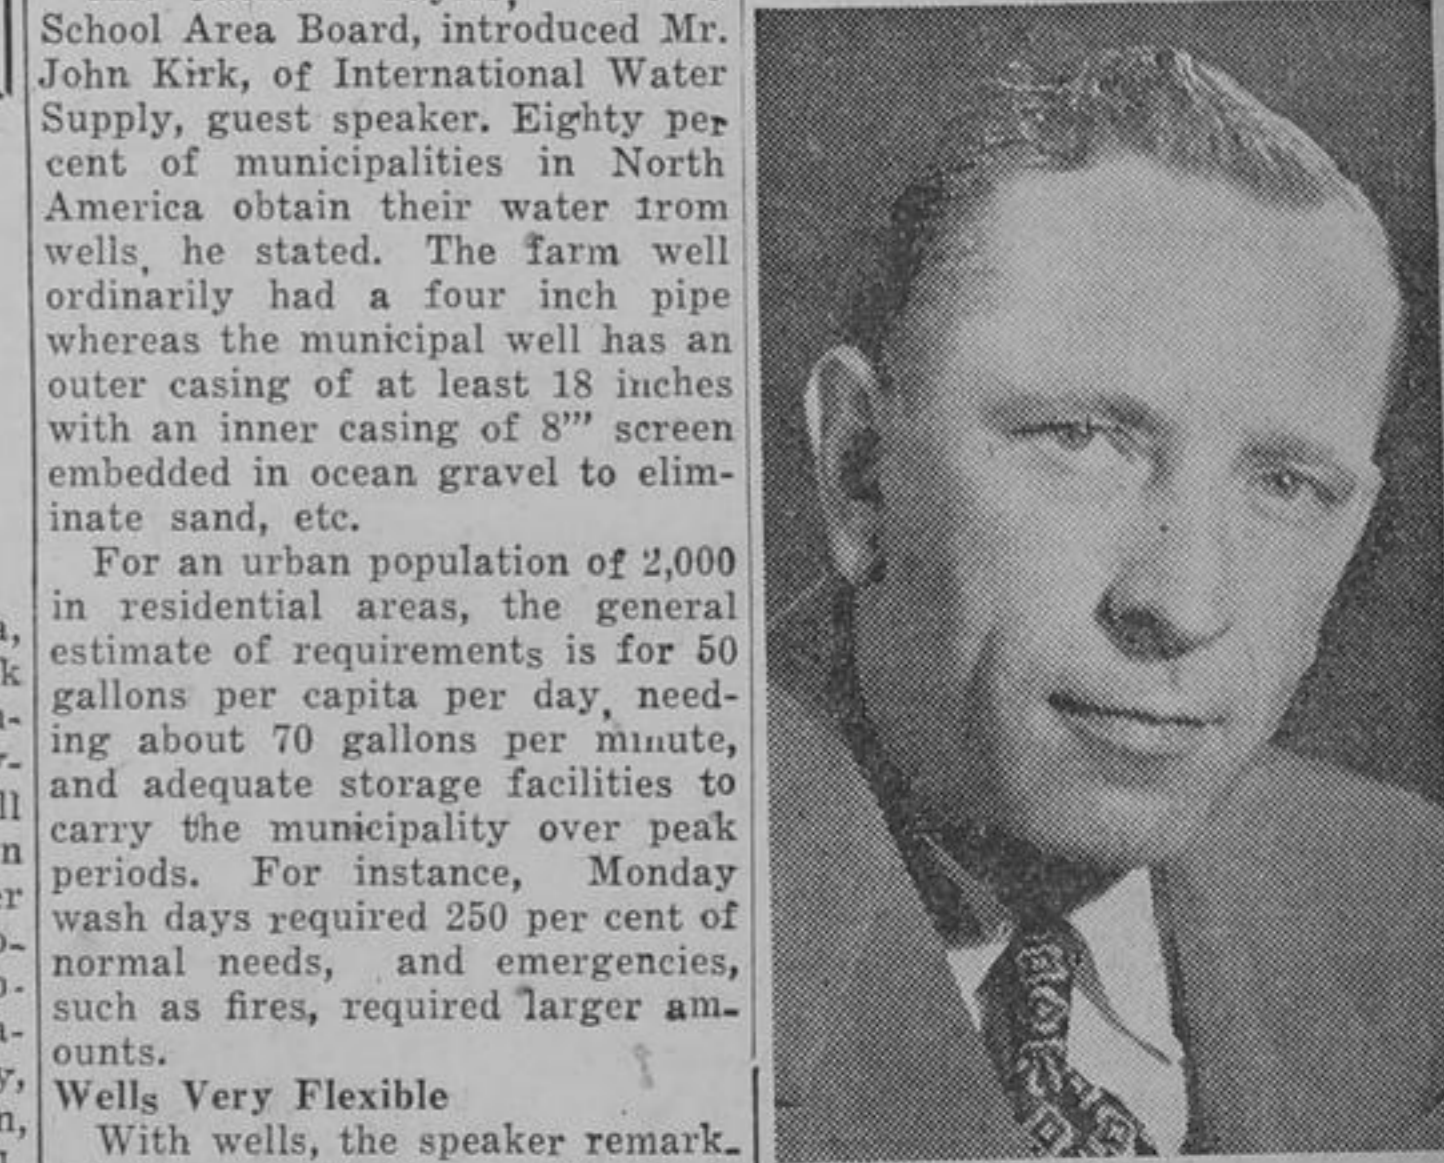 School Area Board, introduced Mr.
John Kirk, of International Water
Supply, guest speaker. Eighty per
cent of municipalities in North
America obtain their water 1rom
wells, he stated. The farm well
ordinarily had a four inch pipe
whereas the municipal well has an
outer casing of at least 18 inches
with an inner casing of 8"' screen
embedded in ocean gravel to elim-
inate sand, etc.
For an urban population of 2,000
in residential areas, the general
estimate of requirements is for 50
gallons per capita per day, need-
ing about 70 gallons per minute,
and adequate storage facilities to
carry the municipality over peak
periods. For instance, Monday
wash days required 250 per cent of
normal needs, and emergencies,
such as fires, required larger am-
ounts.
Wells Very Flexible
With wells, the speaker remark-